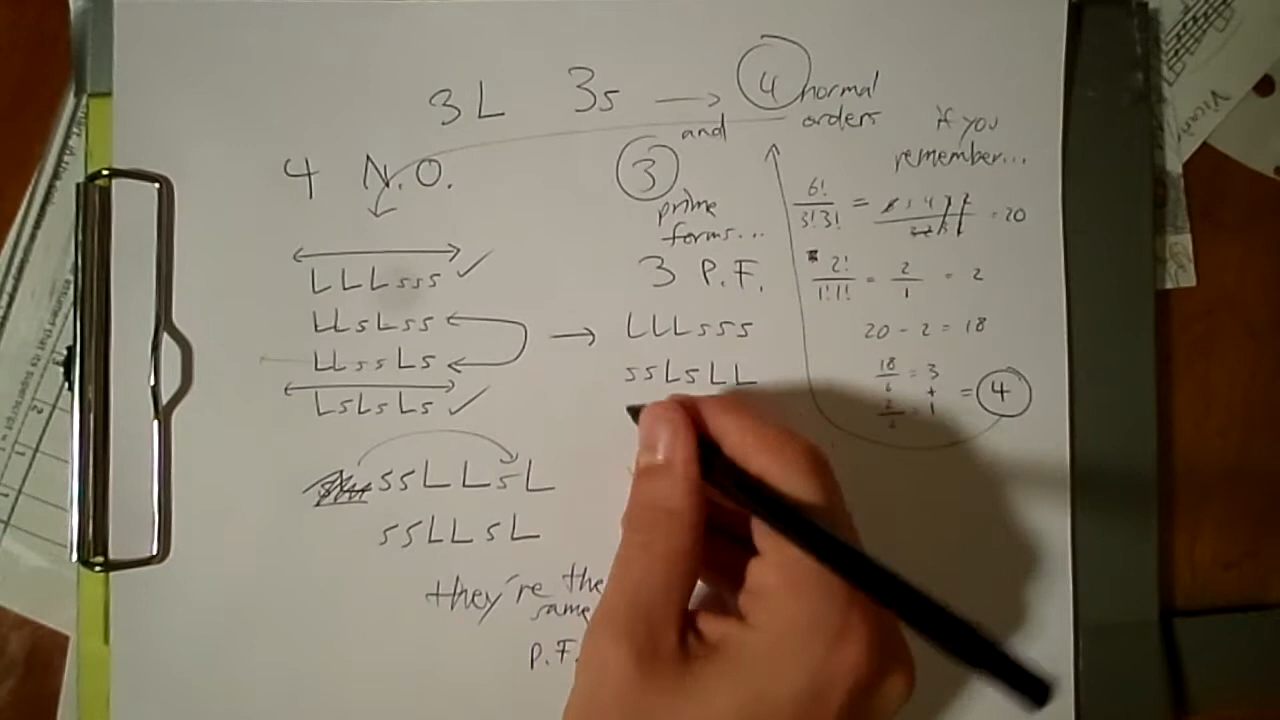 3L 3s → 4 normal orders
and
4 N.O.
3
prime
forms...
3 P.F.
LLLsss ✓
LLsLss
LLssLs
LsLsLs ✓
→ LLLsss
ssLsLL
ssLLsL
ssLLsL
they're the
same
p.F.
if you
remember...
6!/3!3! = = 20
2!/1!1! = 2/1 = 2
20 - 2 = 18
18/6 = 3
+ = 4
= 1
Vicari